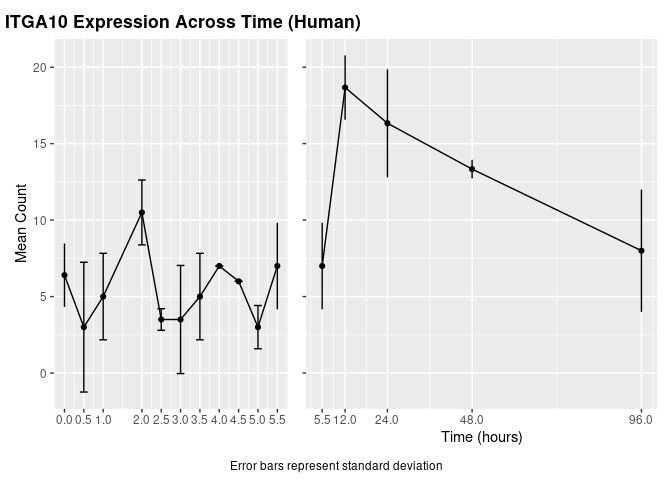 ITGA10 Expression Across Time (Human)
Mean Count
20
15
10
5
0
0.0 0.5 1.0 2.0 2.5 3.0 3.5 4.0 4.5 5.0 5.5
5.5 12.0 24.0 48.0 96.0
Time (hours)
Error bars represent standard deviation